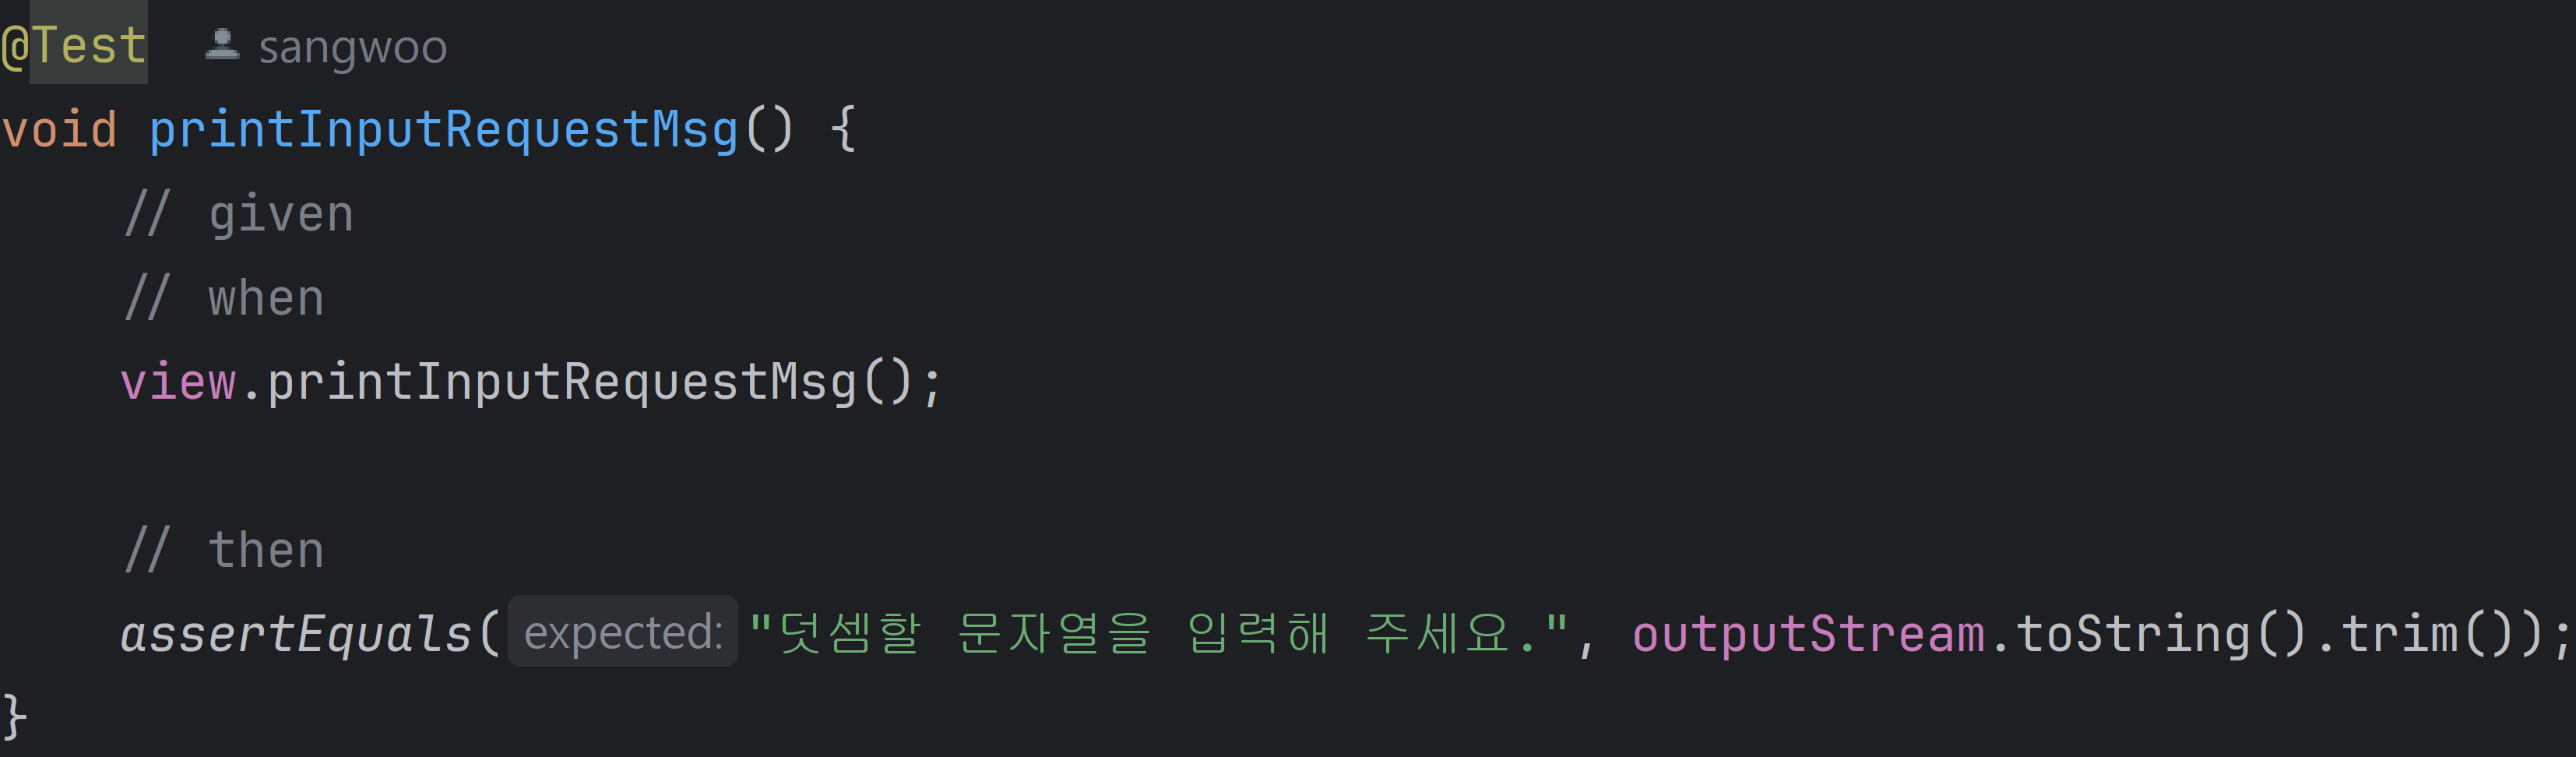 @Test sangwoo
void printInputRequestMsg() {
// given
// when
view.printInputRequestMsg();
// then
assertEquals( expected: "덧셈할 문자열을 입력해 주세요.", outputStream.toString().trim());
}